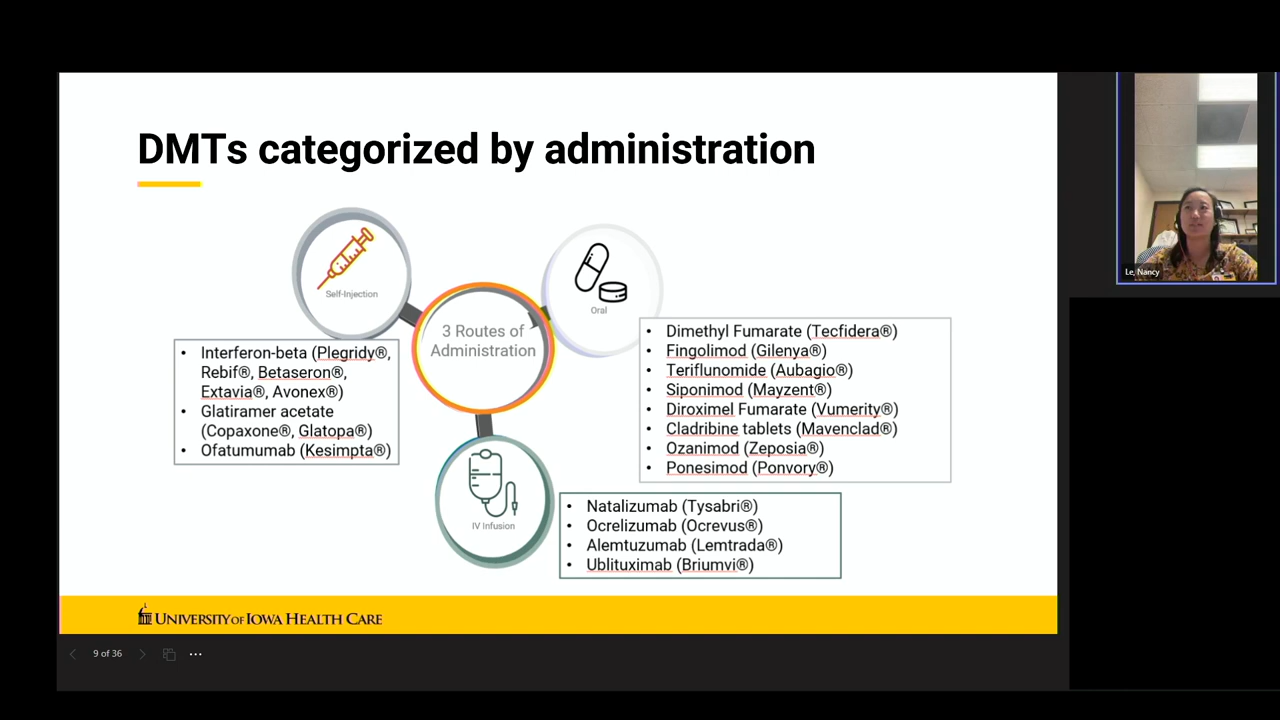 DMTs categorized by administration
Self-Injection
Oral
3 Routes of
Administration
• Interferon-beta (Plegridy®,
Rebif®, Betaseron®,
Extavia®, Avonex®)
• Glatiramer acetate
(Copaxone®, Glatopa®)
• Ofatumumab (Kesimpta®)
• Dimethyl Fumarate (Tecfidera®)
• Fingolimod (Gilenya®)
• Teriflunomide (Aubagio®)
• Siponimod (Mayzent®)
• Diroximel Fumarate (Vumerity®)
• Cladribine tablets (Mavenclad®)
• Ozanimod (Zeposia®)
• Ponesimod (Ponvory®)
IV Infusion
• Natalizumab (Tysabri®)
• Ocrelizumab (Ocrevus®)
• Alemtuzumab (Lemtrada®)
• Ublituximab (Briumvi®)
UNIVERSITY OF IOWA HEALTH CARE
9 of 36
Le, Nancy